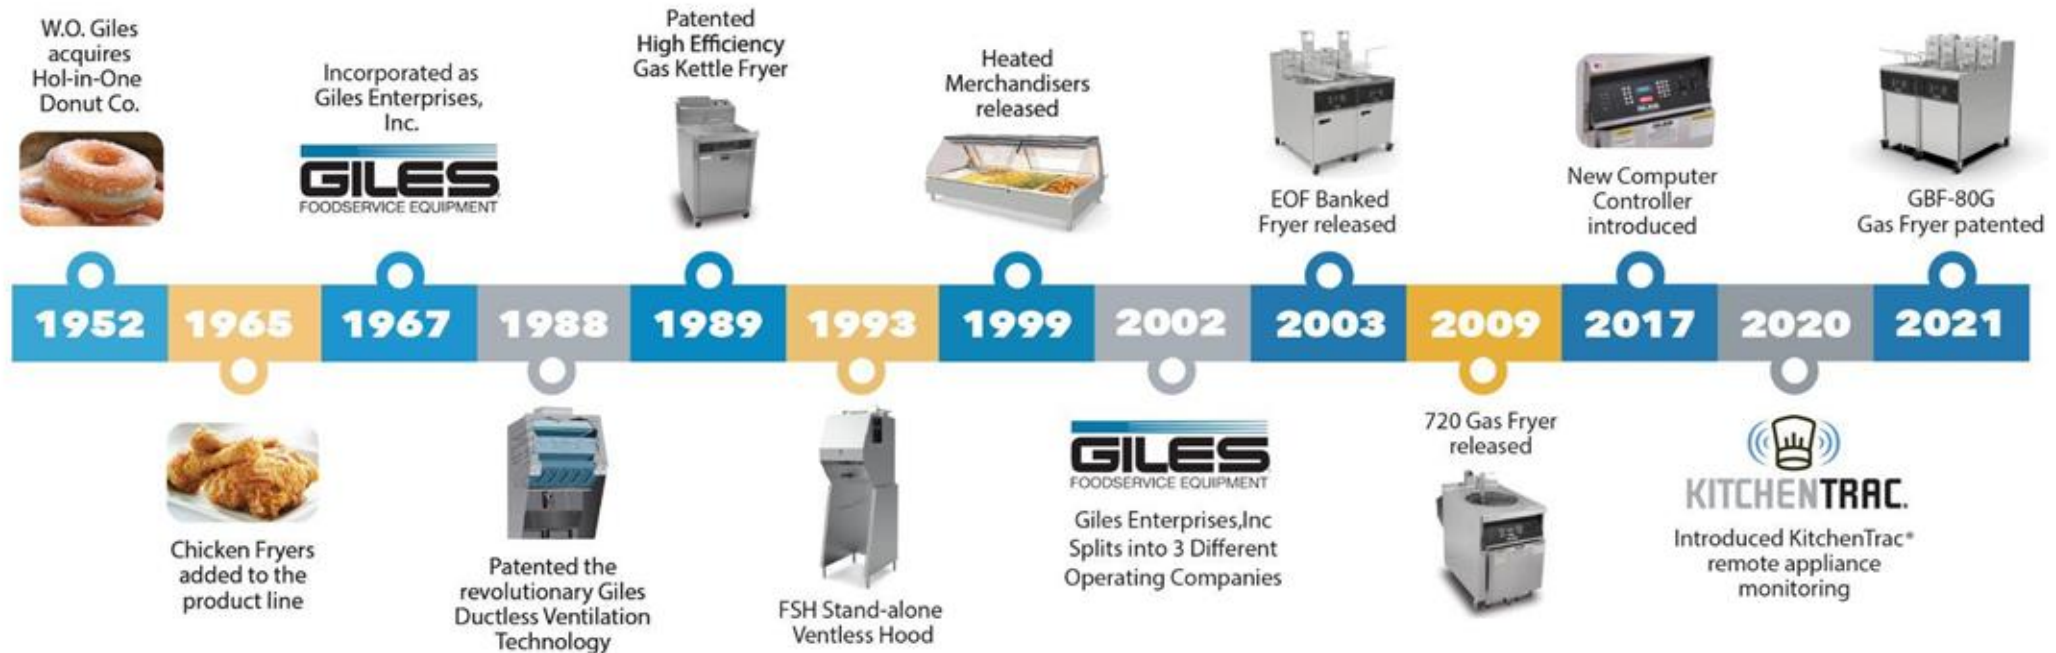 W.O. Giles
acquires
Hol-in-One
Donut Co.
Incorporated as
Giles Enterprises,
Inc.
GILES
FOODSERVICE EQUIPMENT
Patented
High Efficiency
Gas Kettle Fryer
Heated
Merchandisers
released
EOF Banked
Fryer released
New Computer
Controller
introduced
GBF-80G
Gas Fryer patented
1952 1965 1967 1988 1989 1993 1999 2002 2003 2009 2017 2020 2021
Chicken Fryers
added to the
product line
Patented the
revolutionary Giles
Ductless Ventilation
Technology
FSH Stand-alone
Ventless Hood
GILES
FOODSERVICE EQUIPMENT
Giles Enterprises,Inc
Splits into 3 Different
Operating Companies
720 Gas Fryer
released
KITCHENTRAC.
Introduced KitchenTrac®
remote appliance
monitoring